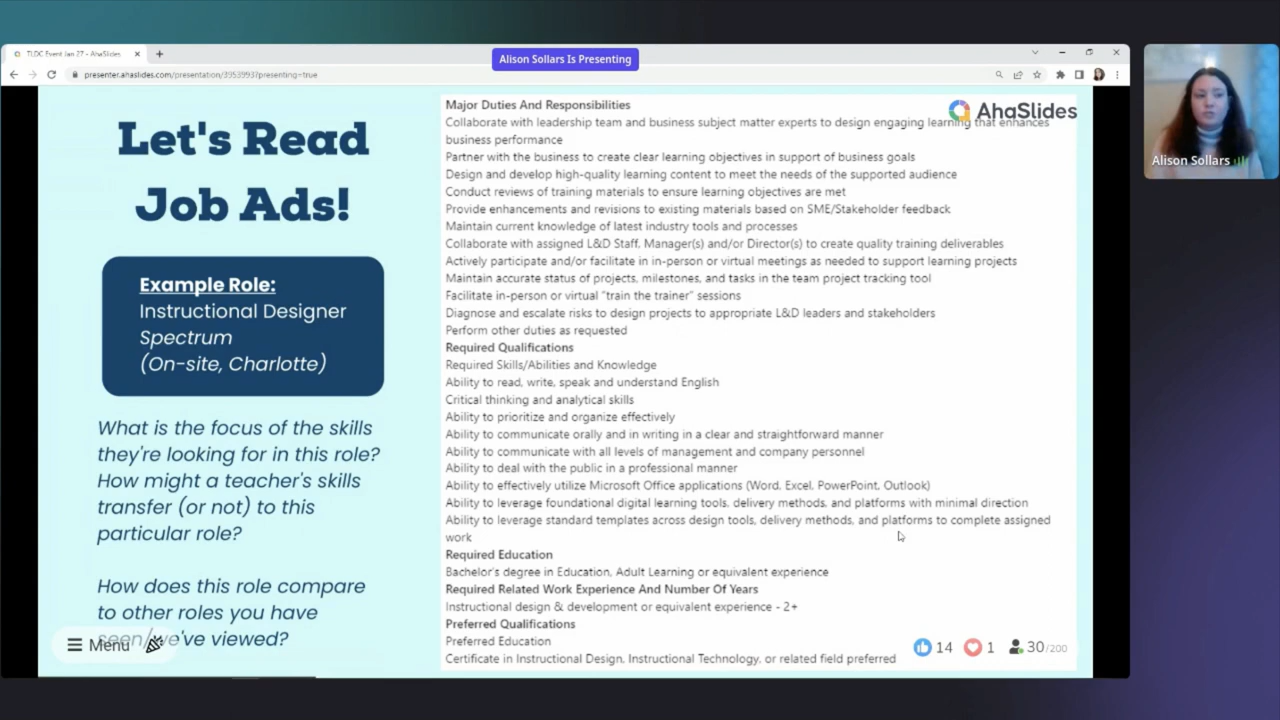 TLDC Event Jan 27 - AhaSlides
Alison Sollars Is Presenting
presenter.ahaslides.com/presentation/3953993?presenting=true
Let's Read
Job Ads!
Example Role:
Instructional Designer
Spectrum
(On-site, Charlotte)
What is the focus of the skills
they're looking for in this role?
How might a teacher's skills
transfer (or not) to this
particular role?
How does this role compare
to other roles you have
seen/we've viewed?
Menu
AhaSlides
Major Duties And Responsibilities
Collaborate with leadership team and business subject matter experts to design engaging learning that enhances
business performance
Partner with the business to create clear learning objectives in support of business goals
Design and develop high-quality learning content to meet the needs of the supported audience
Conduct reviews of training materials to ensure learning objectives are met
Provide enhancements and revisions to existing materials based on SME/Stakeholder feedback
Maintain current knowledge of latest industry tools and processes
Collaborate with assigned L&D Staff, Manager(s) and/or Director(s) to create quality training deliverables
Actively participate and/or facilitate in in-person or virtual meetings as needed to support learning projects
Maintain accurate status of projects, milestones, and tasks in the team project tracking tool
Facilitate in-person or virtual "train the trainer" sessions
Diagnose and escalate risks to design projects to appropriate L&D leaders and stakeholders
Perform other duties as requested
Required Qualifications
Required Skills/Abilities and Knowledge
Ability to read, write, speak and understand English
Critical thinking and analytical skills
Ability to prioritize and organize effectively
Ability to communicate orally and in writing in a clear and straightforward manner
Ability to communicate with all levels of management and company personnel
Ability to deal with the public in a professional manner
Ability to effectively utilize Microsoft Office applications (Word, Excel, PowerPoint, Outlook)
Ability to leverage foundational digital learning tools, delivery methods, and platforms with minimal direction
Ability to leverage standard templates across design tools, delivery methods, and platforms to complete assigned
work
Required Education
Bachelor's degree in Education, Adult Learning or equivalent experience
Required Related Work Experience And Number Of Years
Instructional design & development or equivalent experience - 2+
Preferred Qualifications
Preferred Education
Certificate in Instructional Design, Instructional Technology, or related field preferred
14 1 30/200
Alison Sollars